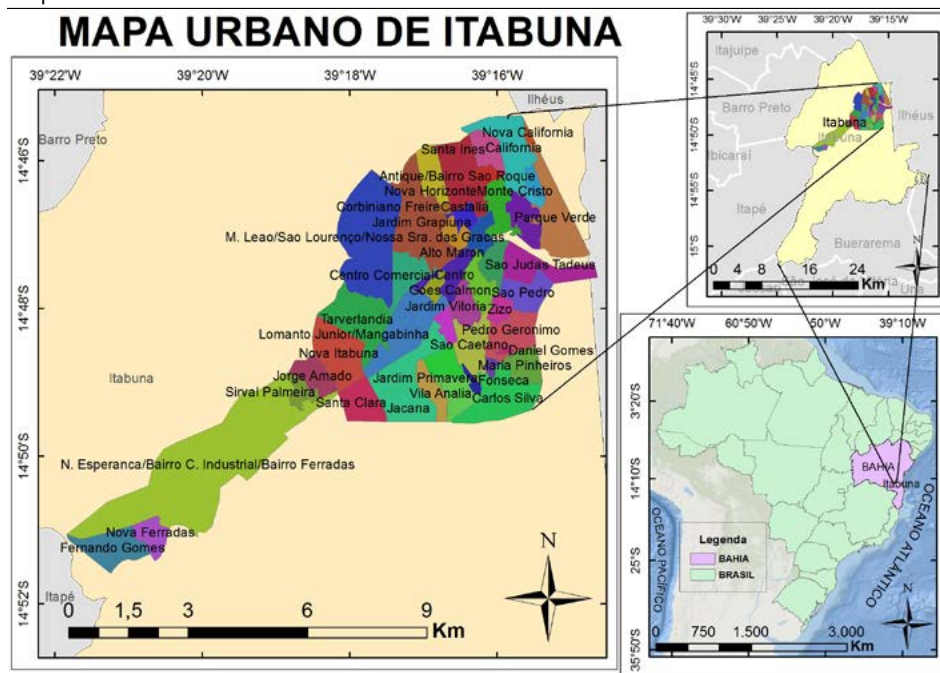 MAPA URBANO DE ITABUNA
39°22'W 39°20'W 39°18'W 39°16'W
14°46'S
14°48'S
14°50'S
14°52'S
Barro Preto
Ilhéus
Nova California
Santa Ines California
Antique/Bairro Sao Roque
Nova Horizonte Monte Cristo
Corbiniano Freire Castalia
Parque Verde
Jardim Grapiuna
M. Leao/Sao Lourenço/Nossa Sra. das Gracas
Alto Maron
Sao Judas Tadeus
Centro Comercial Centro
Goes Calmon Sao Pedro
Jardim Vitoria Zizo
Tarverlandia
Lomanto Junior/Mangabinha
Pedro Geronimo
Sao Caetano
Nova Itabuna
Daniel Gomes
Maria Pinheiros
Itabuna
Jorge Amado
Jardim Primavera Fonseca
Sirvai Palmeira
Vila Analia
Santa Clara
Carlos Silva
Jacana
N. Esperanca/Bairro C. Industrial/Bairro Ferradas
Nova Ferradas
Fernando Gomes
Itapé
N
0 1,5 3 6 9
Km
39°30'W 39°25'W 39°20'W 39°15'W
14°45'S
14°50'S
14°55'S
15°S
Itajuipe
Barro Preto
Itabuna
Itabuna
Ilhéus
Ibicaraí
Itapé
Buerarema
São José da Vitória
Una
N
0 4 8 16 24
Km
71°40'W 60°50'W 50°W 39°10'W
3°20'S
14°10'S
25°S
35°50'S
BAHIA
Itabuna
OCEANO PACÍFICO
OCEANO ATLÂNTICO
Legenda
BAHIA
BRASIL
N
0 750 1.500 3.000
Km